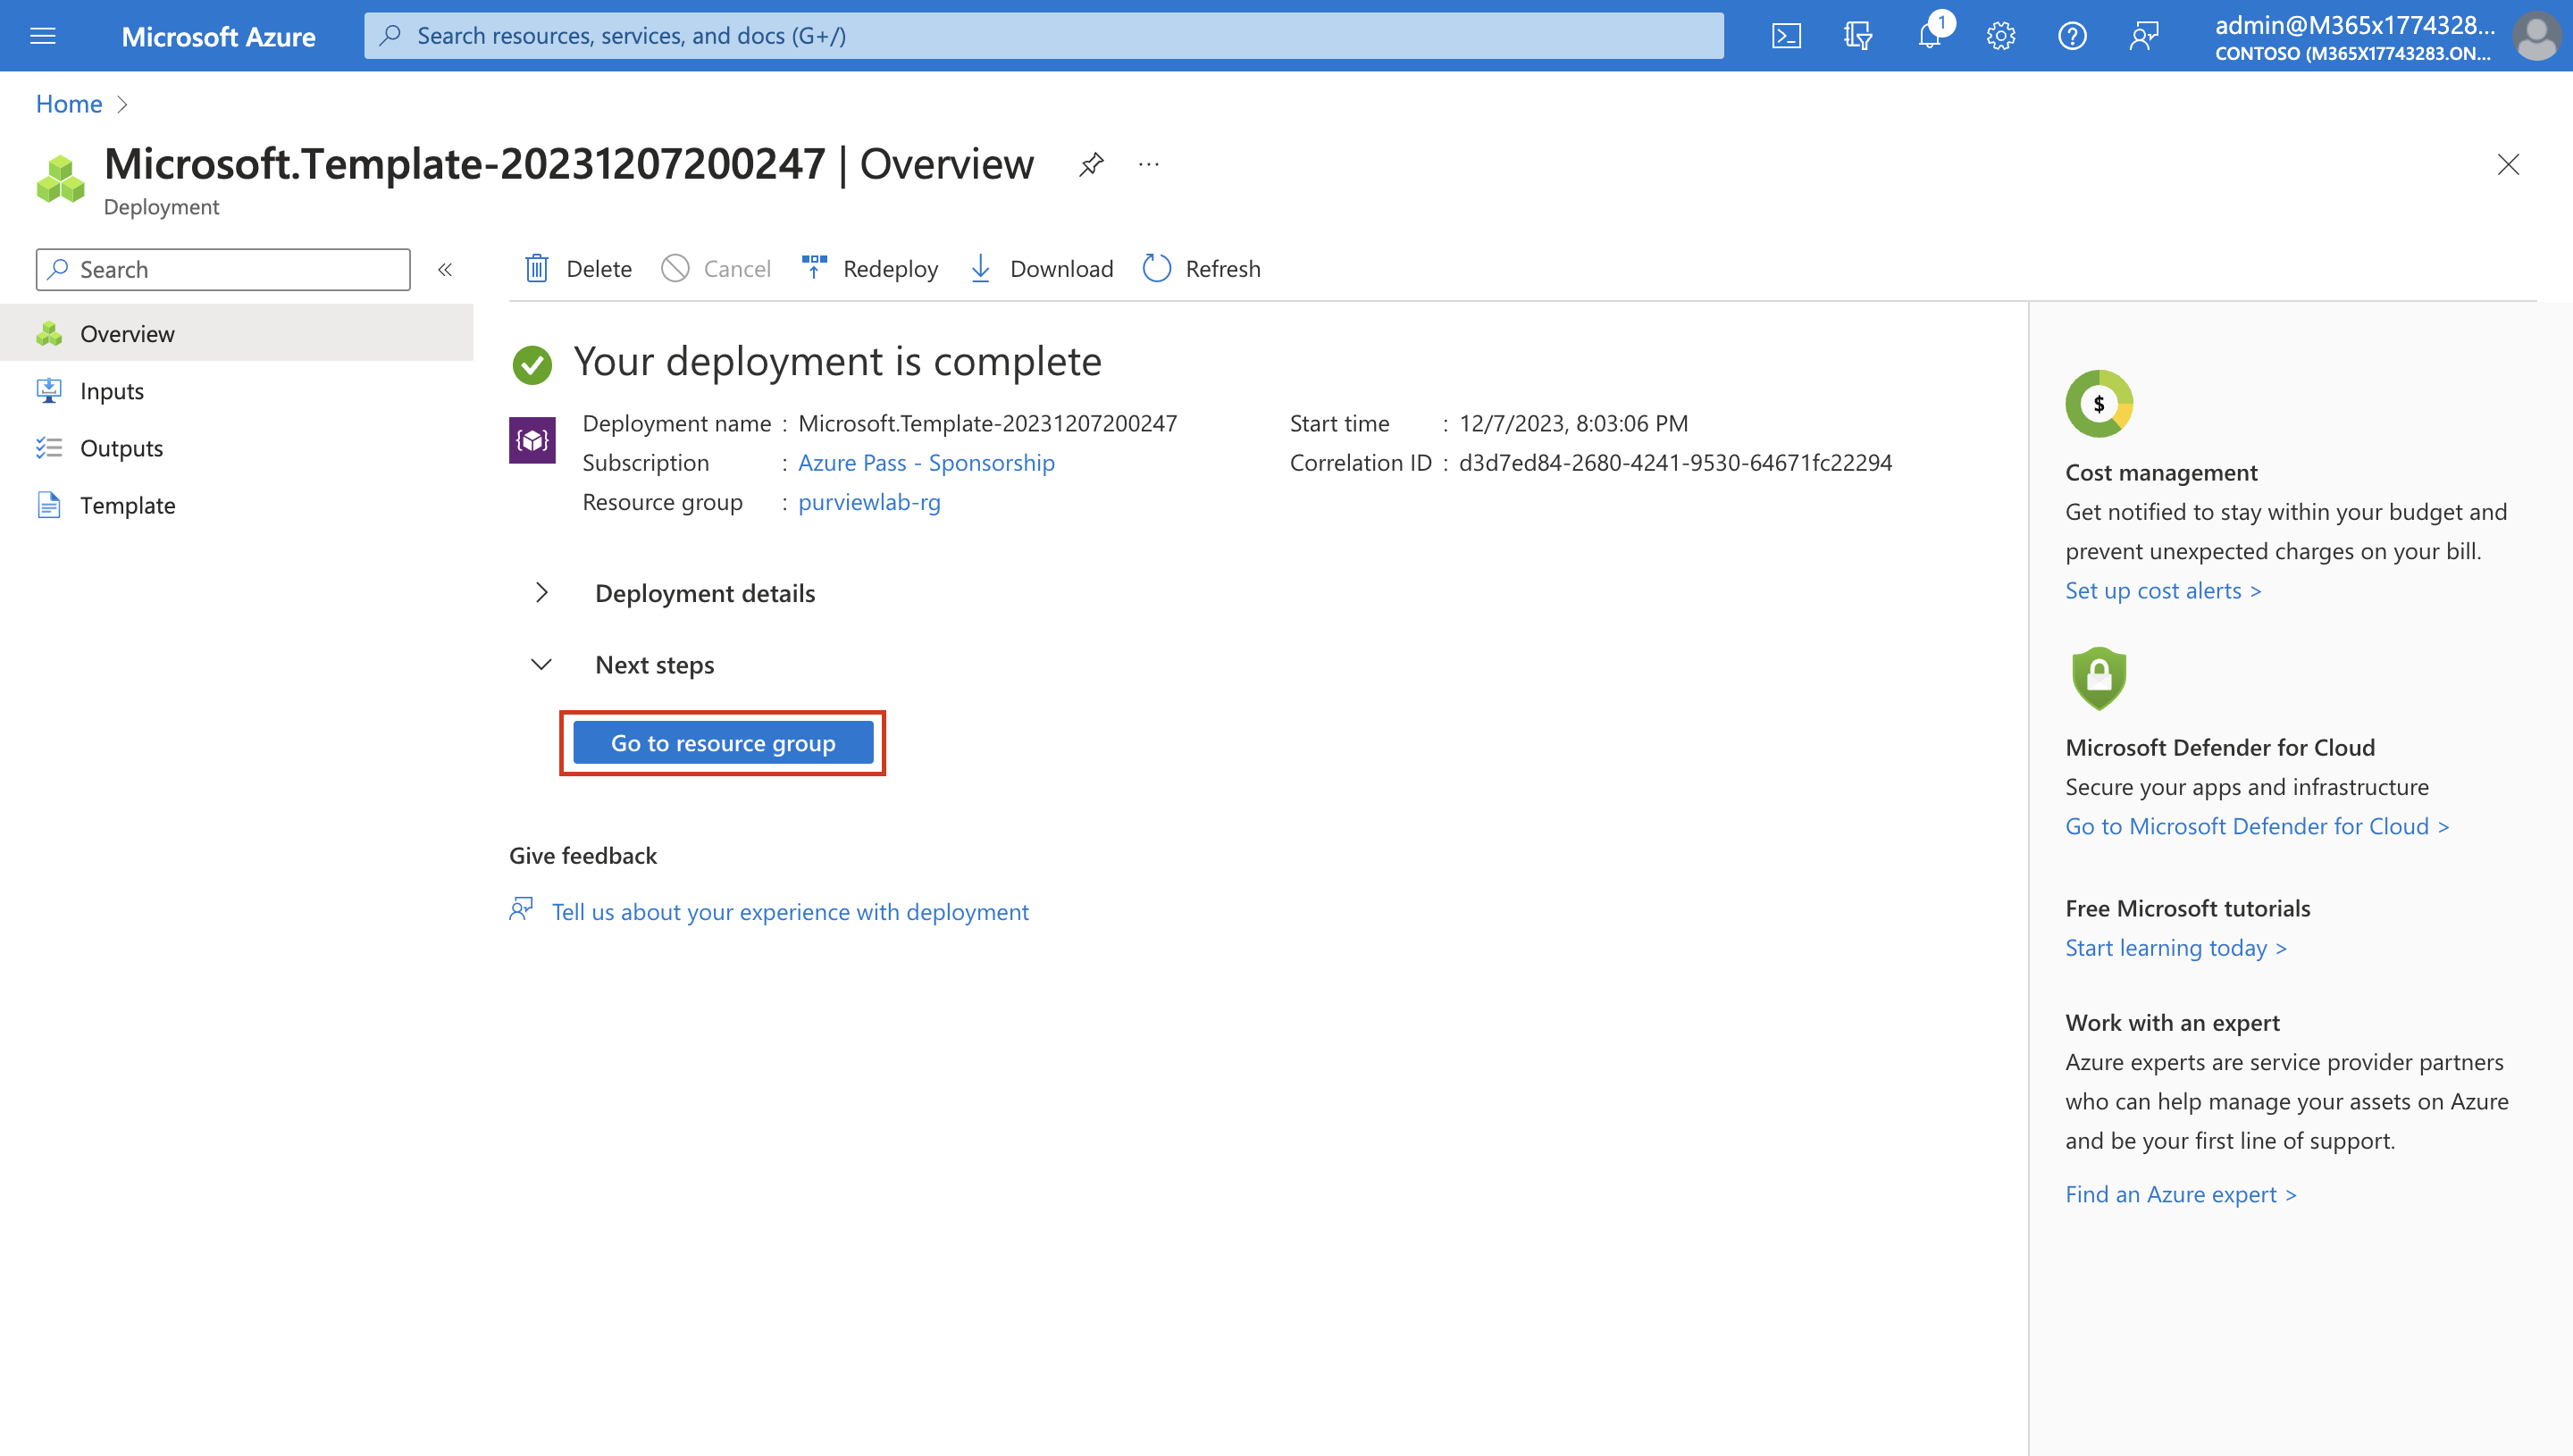 Microsoft Azure
Search resources, services, and docs (G+/)
1
admin@M365x1774328...
CONTOSO (M365X17743283.ON...
Home
Microsoft.Template-20231207200247 | Overview
...
Deployment
Search
«
Delete
Cancel
Redeploy
Download
Refresh
Overview
Inputs
Outputs
Template
Your deployment is complete
Deployment name : Microsoft.Template-20231207200247
Subscription : Azure Pass - Sponsorship
Resource group : purviewlab-rg
Start time : 12/7/2023, 8:03:06 PM
Correlation ID : d3d7ed84-2680-4241-9530-64671fc22294
Deployment details
Next steps
Go to resource group
Give feedback
Tell us about your experience with deployment
$
Cost management
Get notified to stay within your budget and
prevent unexpected charges on your bill.
Set up cost alerts >
Microsoft Defender for Cloud
Secure your apps and infrastructure
Go to Microsoft Defender for Cloud >
Free Microsoft tutorials
Start learning today >
Work with an expert
Azure experts are service provider partners
who can help manage your assets on Azure
and be your first line of support.
Find an Azure expert >